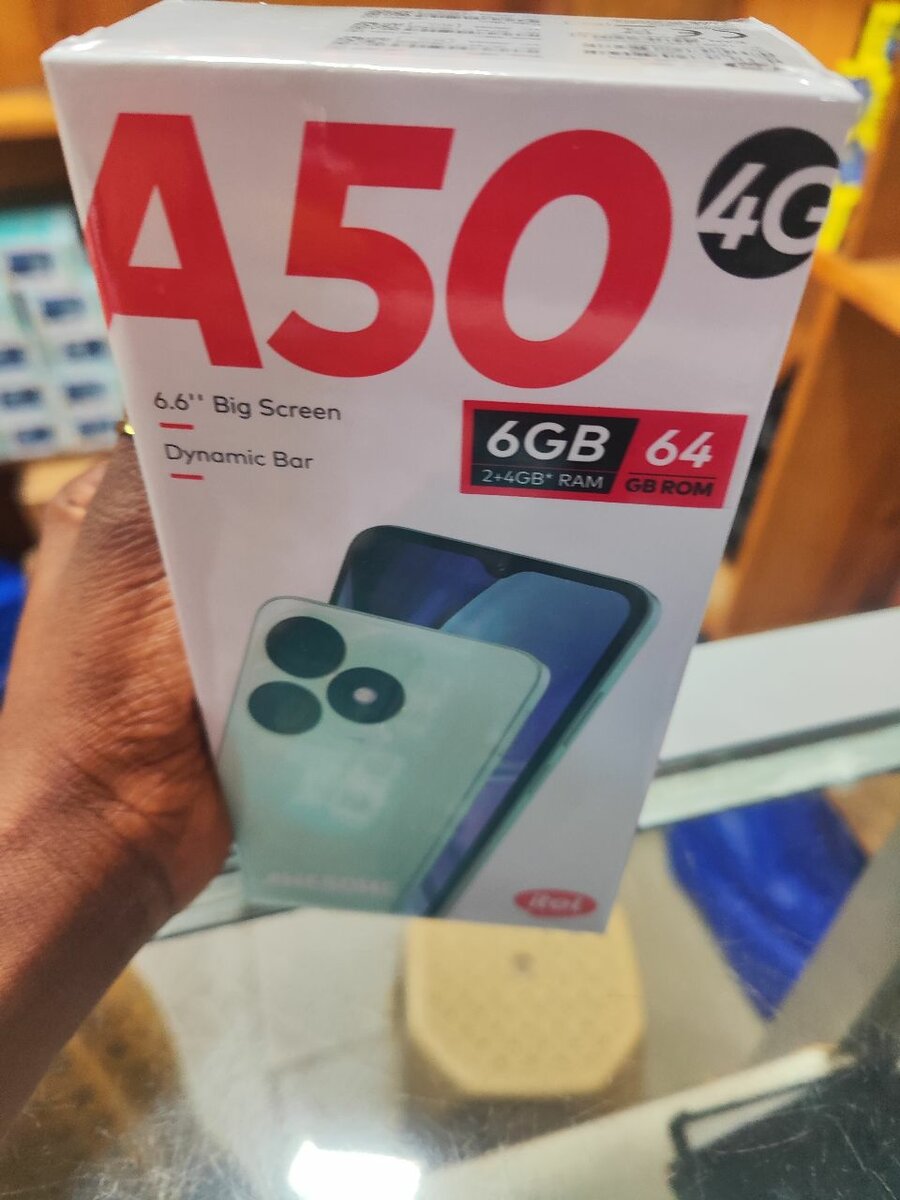 A50
4G
6.6'' Big Screen
Dynamic Bar
6GB
2+4GB* RAM
64
GB ROM
itel